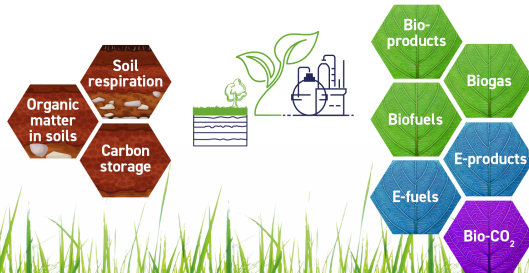 Soil
respiration
Organic
matter
in soils
Carbon
storage
Bio-
products
Biogas
Biofuels
E-products
E-fuels
Bio-CO₂